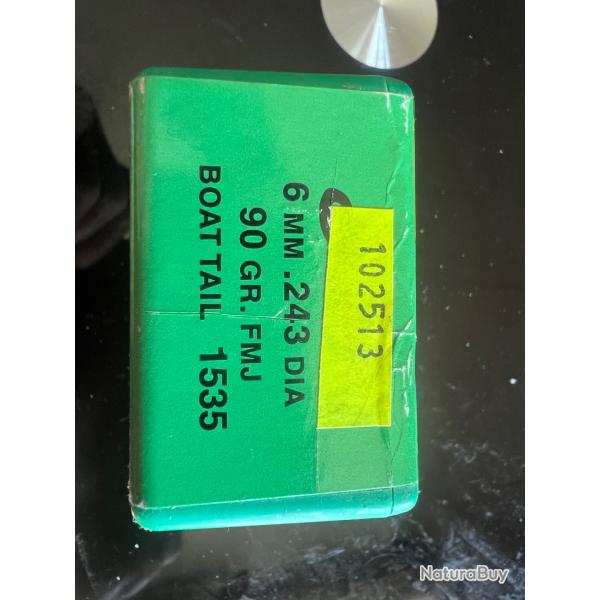 102513
6 MM .243 DIA
90 GR. FMJ
BOAT TAIL 1535
NaturaBuy